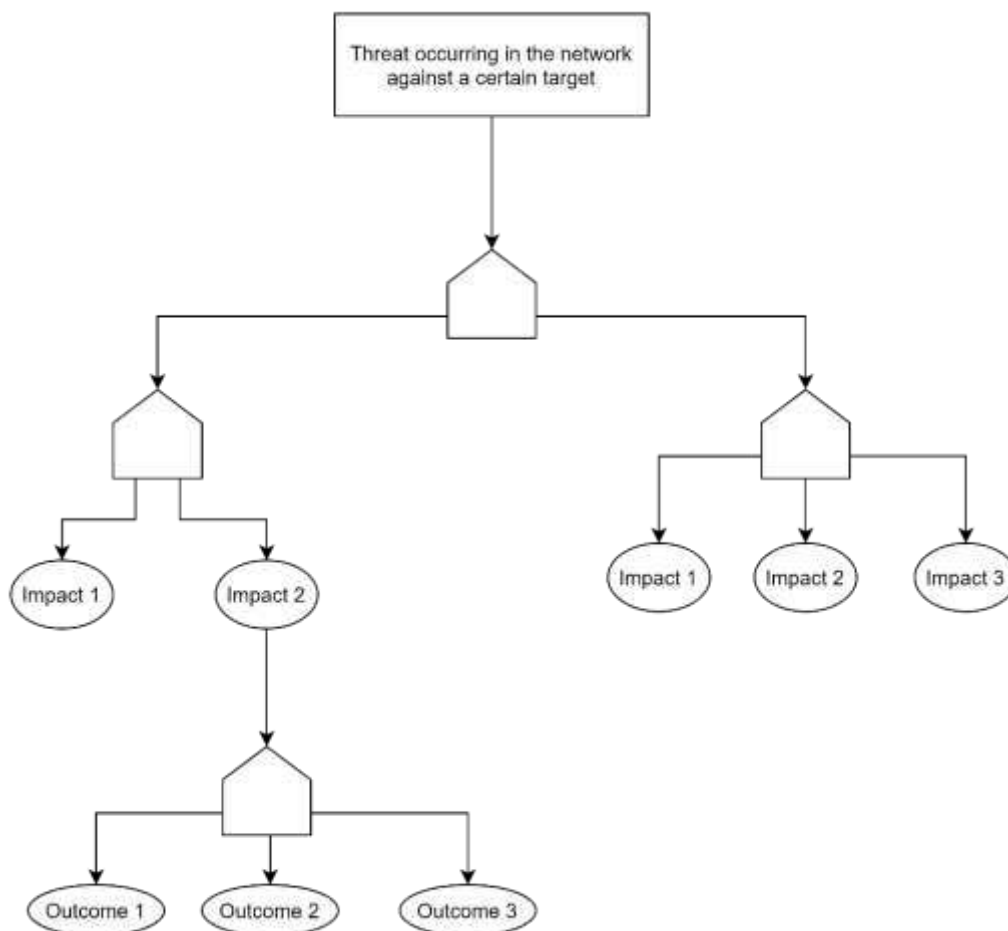 Threat occurring in the network
against a certain target
Impact 1
Impact 2
Impact 1
Impact 2
Impact 3
Outcome 1
Outcome 2
Outcome 3